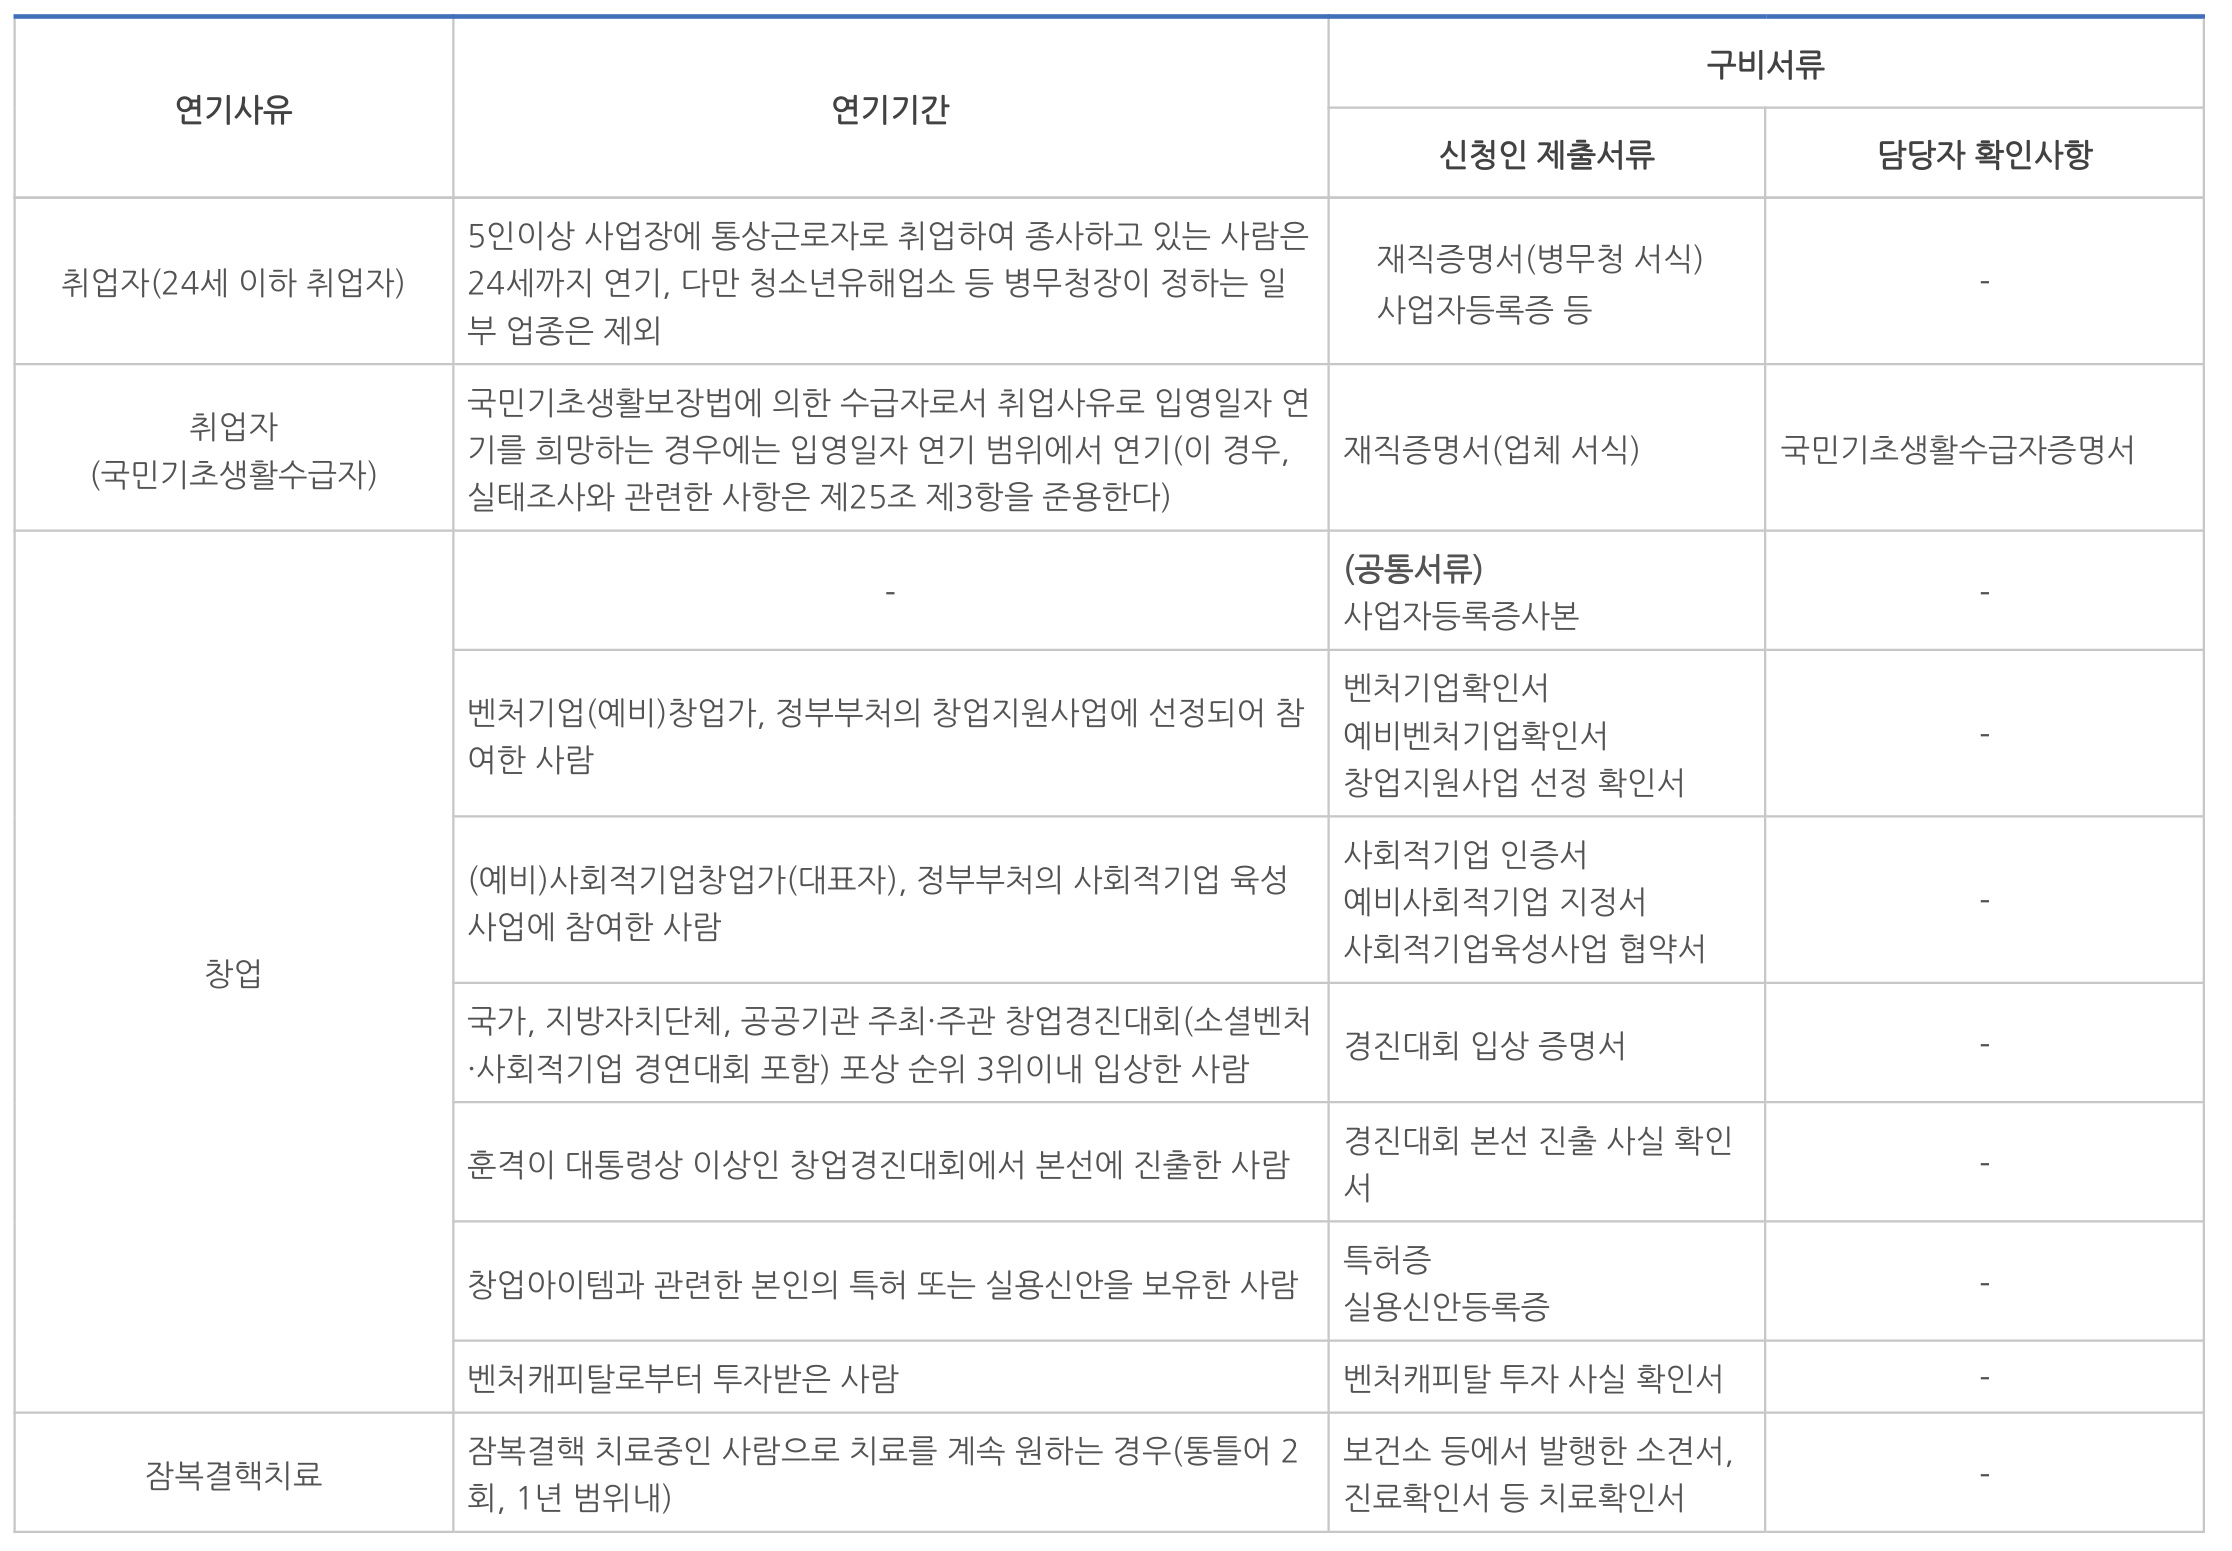 연기사유
연기기간
구비서류
신청인 제출서류
담당자 확인사항
취업자(24세 이하 취업자)
5인이상 사업장에 통상근로자로 취업하여 종사하고 있는 사람은
24세까지 연기, 다만 청소년유해업소 등 병무청장이 정하는 일
부 업종은 제외
재직증명서(병무청 서식)
사업자등록증 등
-
취업자
(국민기초생활수급자)
국민기초생활보장법에 의한 수급자로서 취업사유로 입영일자 연
기를 희망하는 경우에는 입영일자 연기 범위에서 연기(이 경우,
실태조사와 관련한 사항은 제25조 제3항을 준용한다)
재직증명서(업체 서식)
국민기초생활수급자증명서
창업
-
(공통서류)
사업자등록증사본
-
벤처기업(예비)창업가, 정부부처의 창업지원사업에 선정되어 참
여한 사람
벤처기업확인서
예비벤처기업확인서
창업지원사업 선정 확인서
-
(예비)사회적기업창업가(대표자), 정부부처의 사회적기업 육성
사업에 참여한 사람
사회적기업 인증서
예비사회적기업 지정서
사회적기업육성사업 협약서
-
국가, 지방자치단체, 공공기관 주최·주관 창업경진대회(소셜벤처
·사회적기업 경연대회 포함) 포상 순위 3위이내 입상한 사람
경진대회 입상 증명서
-
훈격이 대통령상 이상인 창업경진대회에서 본선에 진출한 사람
경진대회 본선 진출 사실 확인
서
-
창업아이템과 관련한 본인의 특허 또는 실용신안을 보유한 사람
특허증
실용신안등록증
-
벤처캐피탈로부터 투자받은 사람
벤처캐피탈 투자 사실 확인서
-
잠복결핵치료
잠복결핵 치료중인 사람으로 치료를 계속 원하는 경우(통틀어 2
회, 1년 범위내)
보건소 등에서 발행한 소견서,
진료확인서 등 치료확인서
-